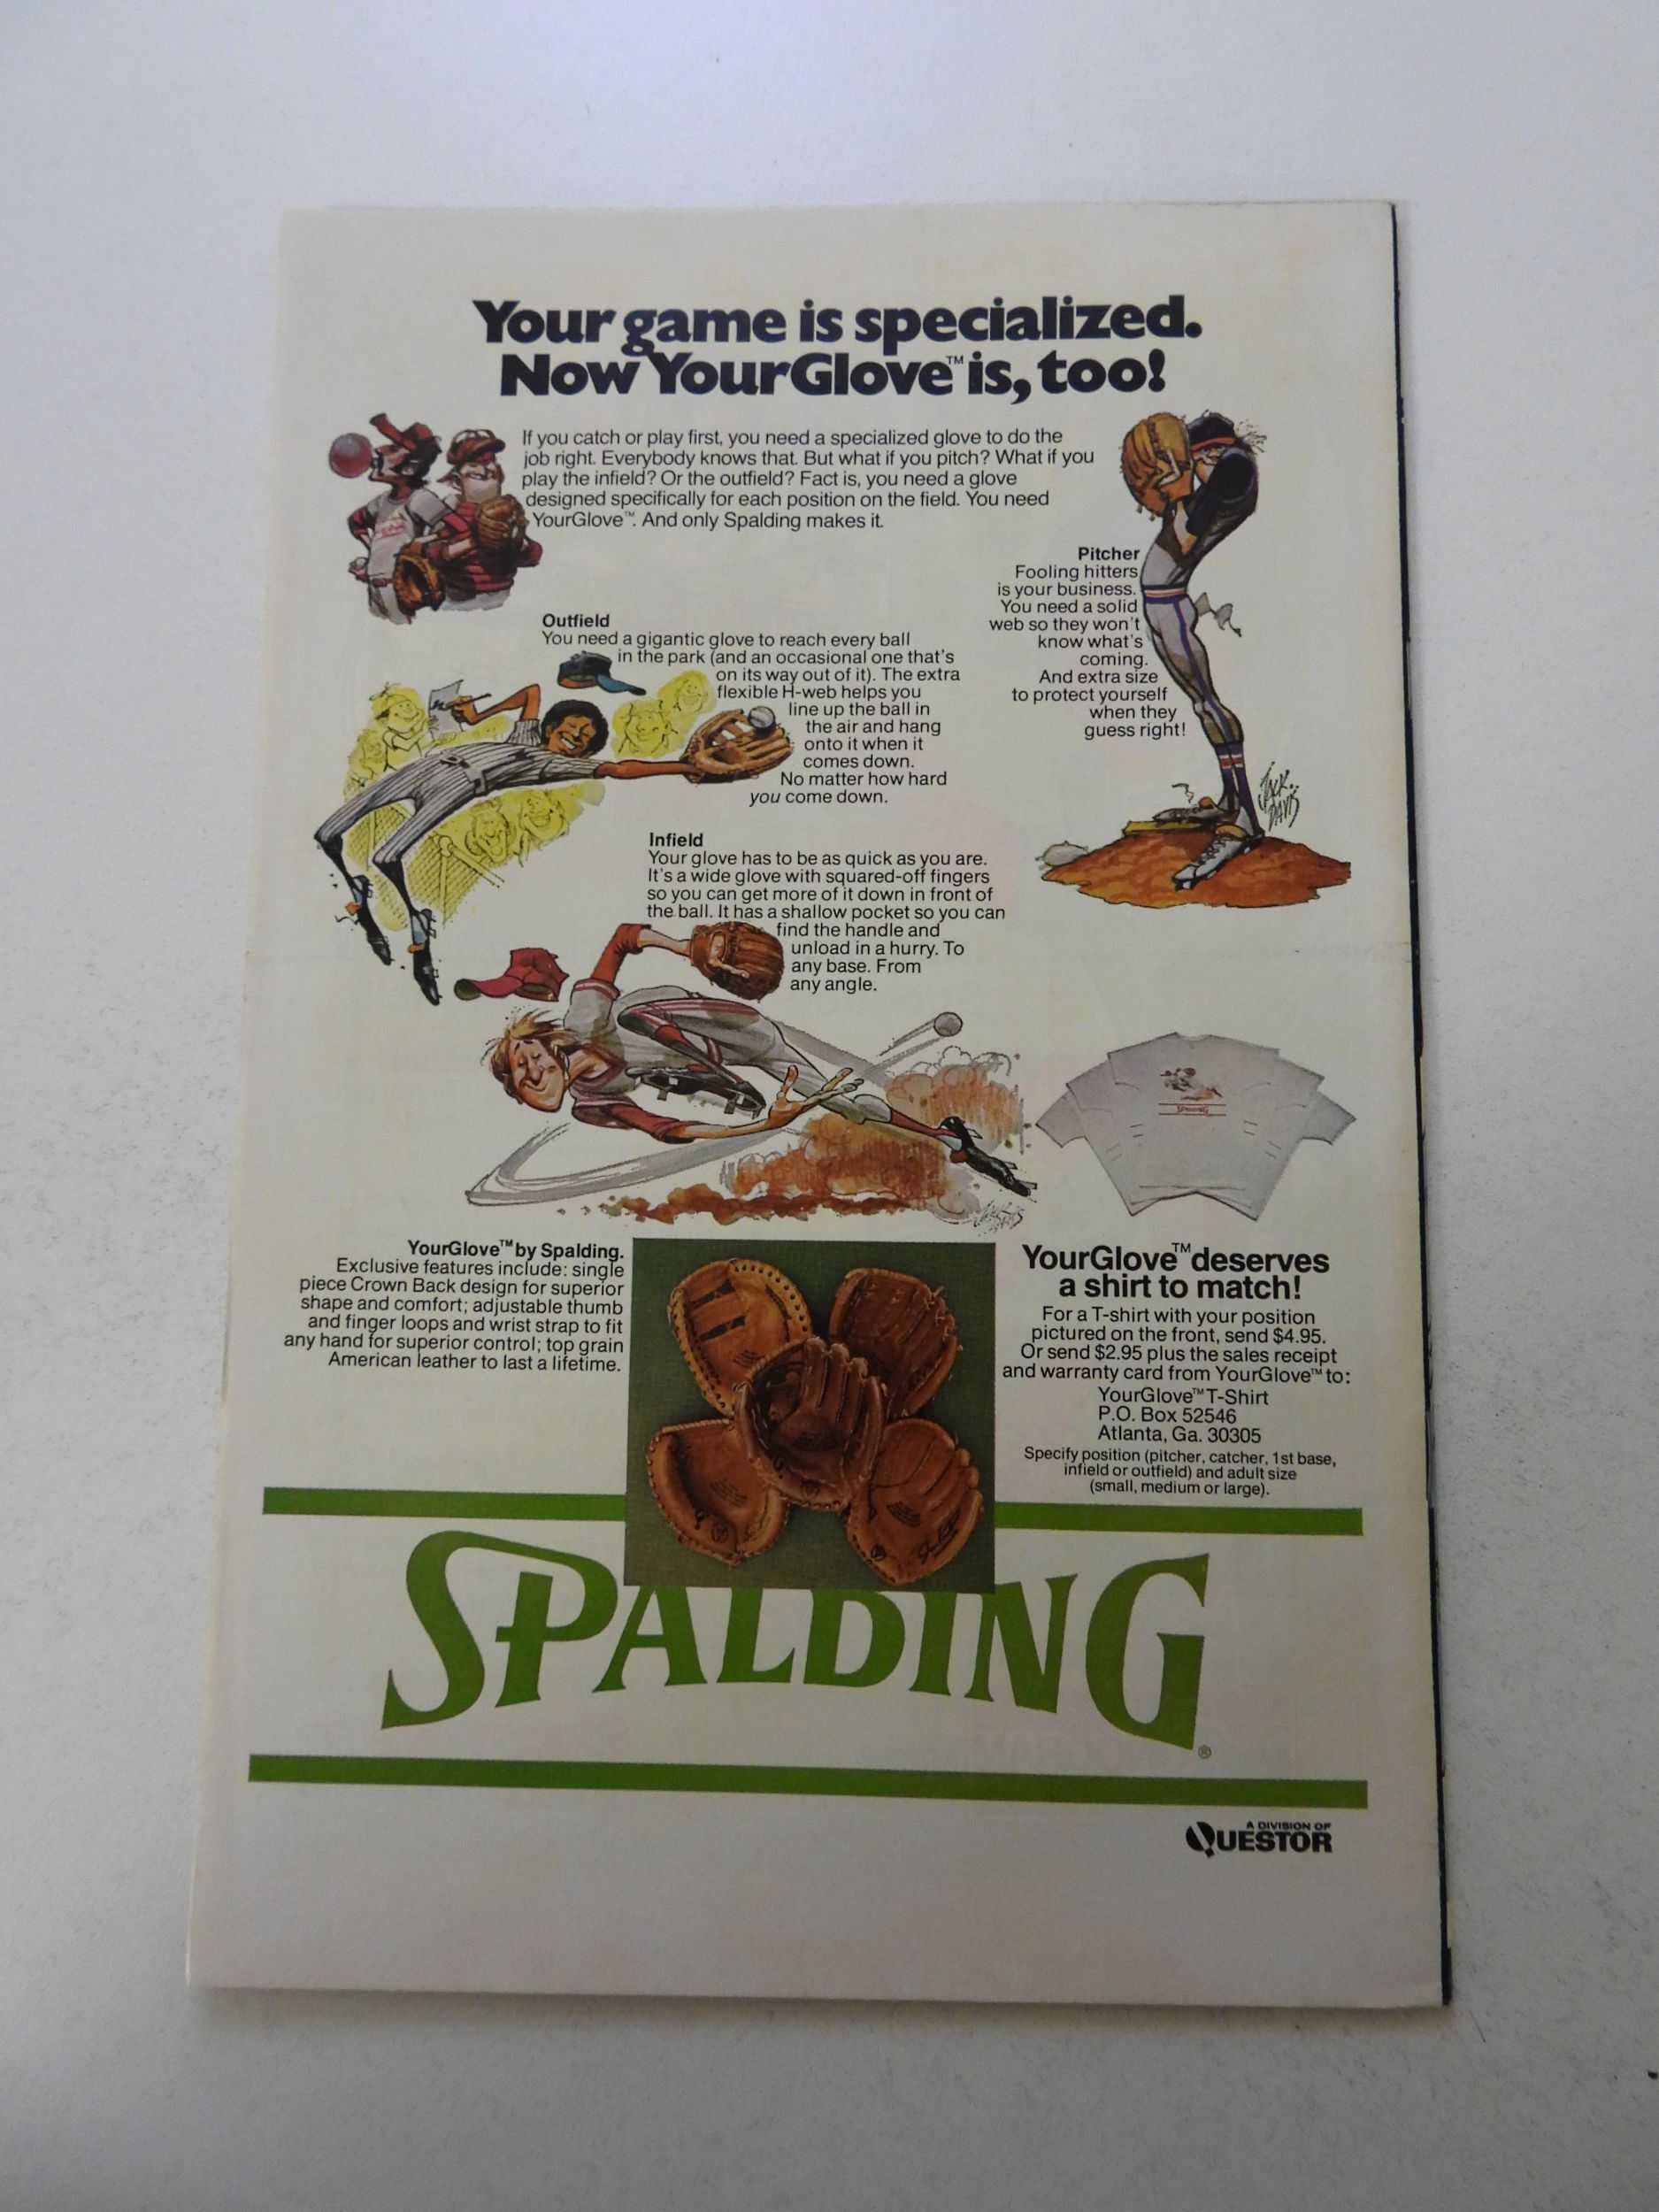 Your game is specialized.
Now YourGlove™ is, too!
If you catch or play first, you need a specialized glove to do the
job right. Everybody knows that. But what if you pitch? What if you
play the infield? Or the outfield? Fact is, you need a glove
designed specifically for each position on the field. You need
YourGlove™. And only Spalding makes it.
Pitcher
Fooling hitters
is your business.
You need a solid
web so they won't
know what's
coming.
And extra size
to protect yourself
when they
guess right!
JACK
DAVIS
Outfield
You need a gigantic glove to reach every ball
in the park (and an occasional one that's
on its way out of it). The extra
flexible H-web helps you
line up the ball in
the air and hang
onto it when it
comes down.
No matter how hard
you come down.
Infield
Your glove has to be as quick as you are.
It's a wide glove with squared-off fingers
so you can get more of it down in front of
the ball. It has a shallow pocket so you can
find the handle and
unload in a hurry. To
any base. From
any angle.
SPALDING
YourGlove™ by Spalding.
Exclusive features include: single
piece Crown Back design for superior
shape and comfort; adjustable thumb
and finger loops and wrist strap to fit
any hand for superior control; top grain
American leather to last a lifetime.
YourGlove™ deserves
a shirt to match!
For a T-shirt with your position
pictured on the front, send $4.95.
Or send $2.95 plus the sales receipt
and warranty card from YourGlove™ to:
YourGlove™ T-Shirt
P.O. Box 52546
Atlanta, Ga. 30305
Specify position (pitcher, catcher, 1st base,
infield or outfield) and adult size
(small, medium or large).
SPALDING®
A DIVISION OF
QUESTOR